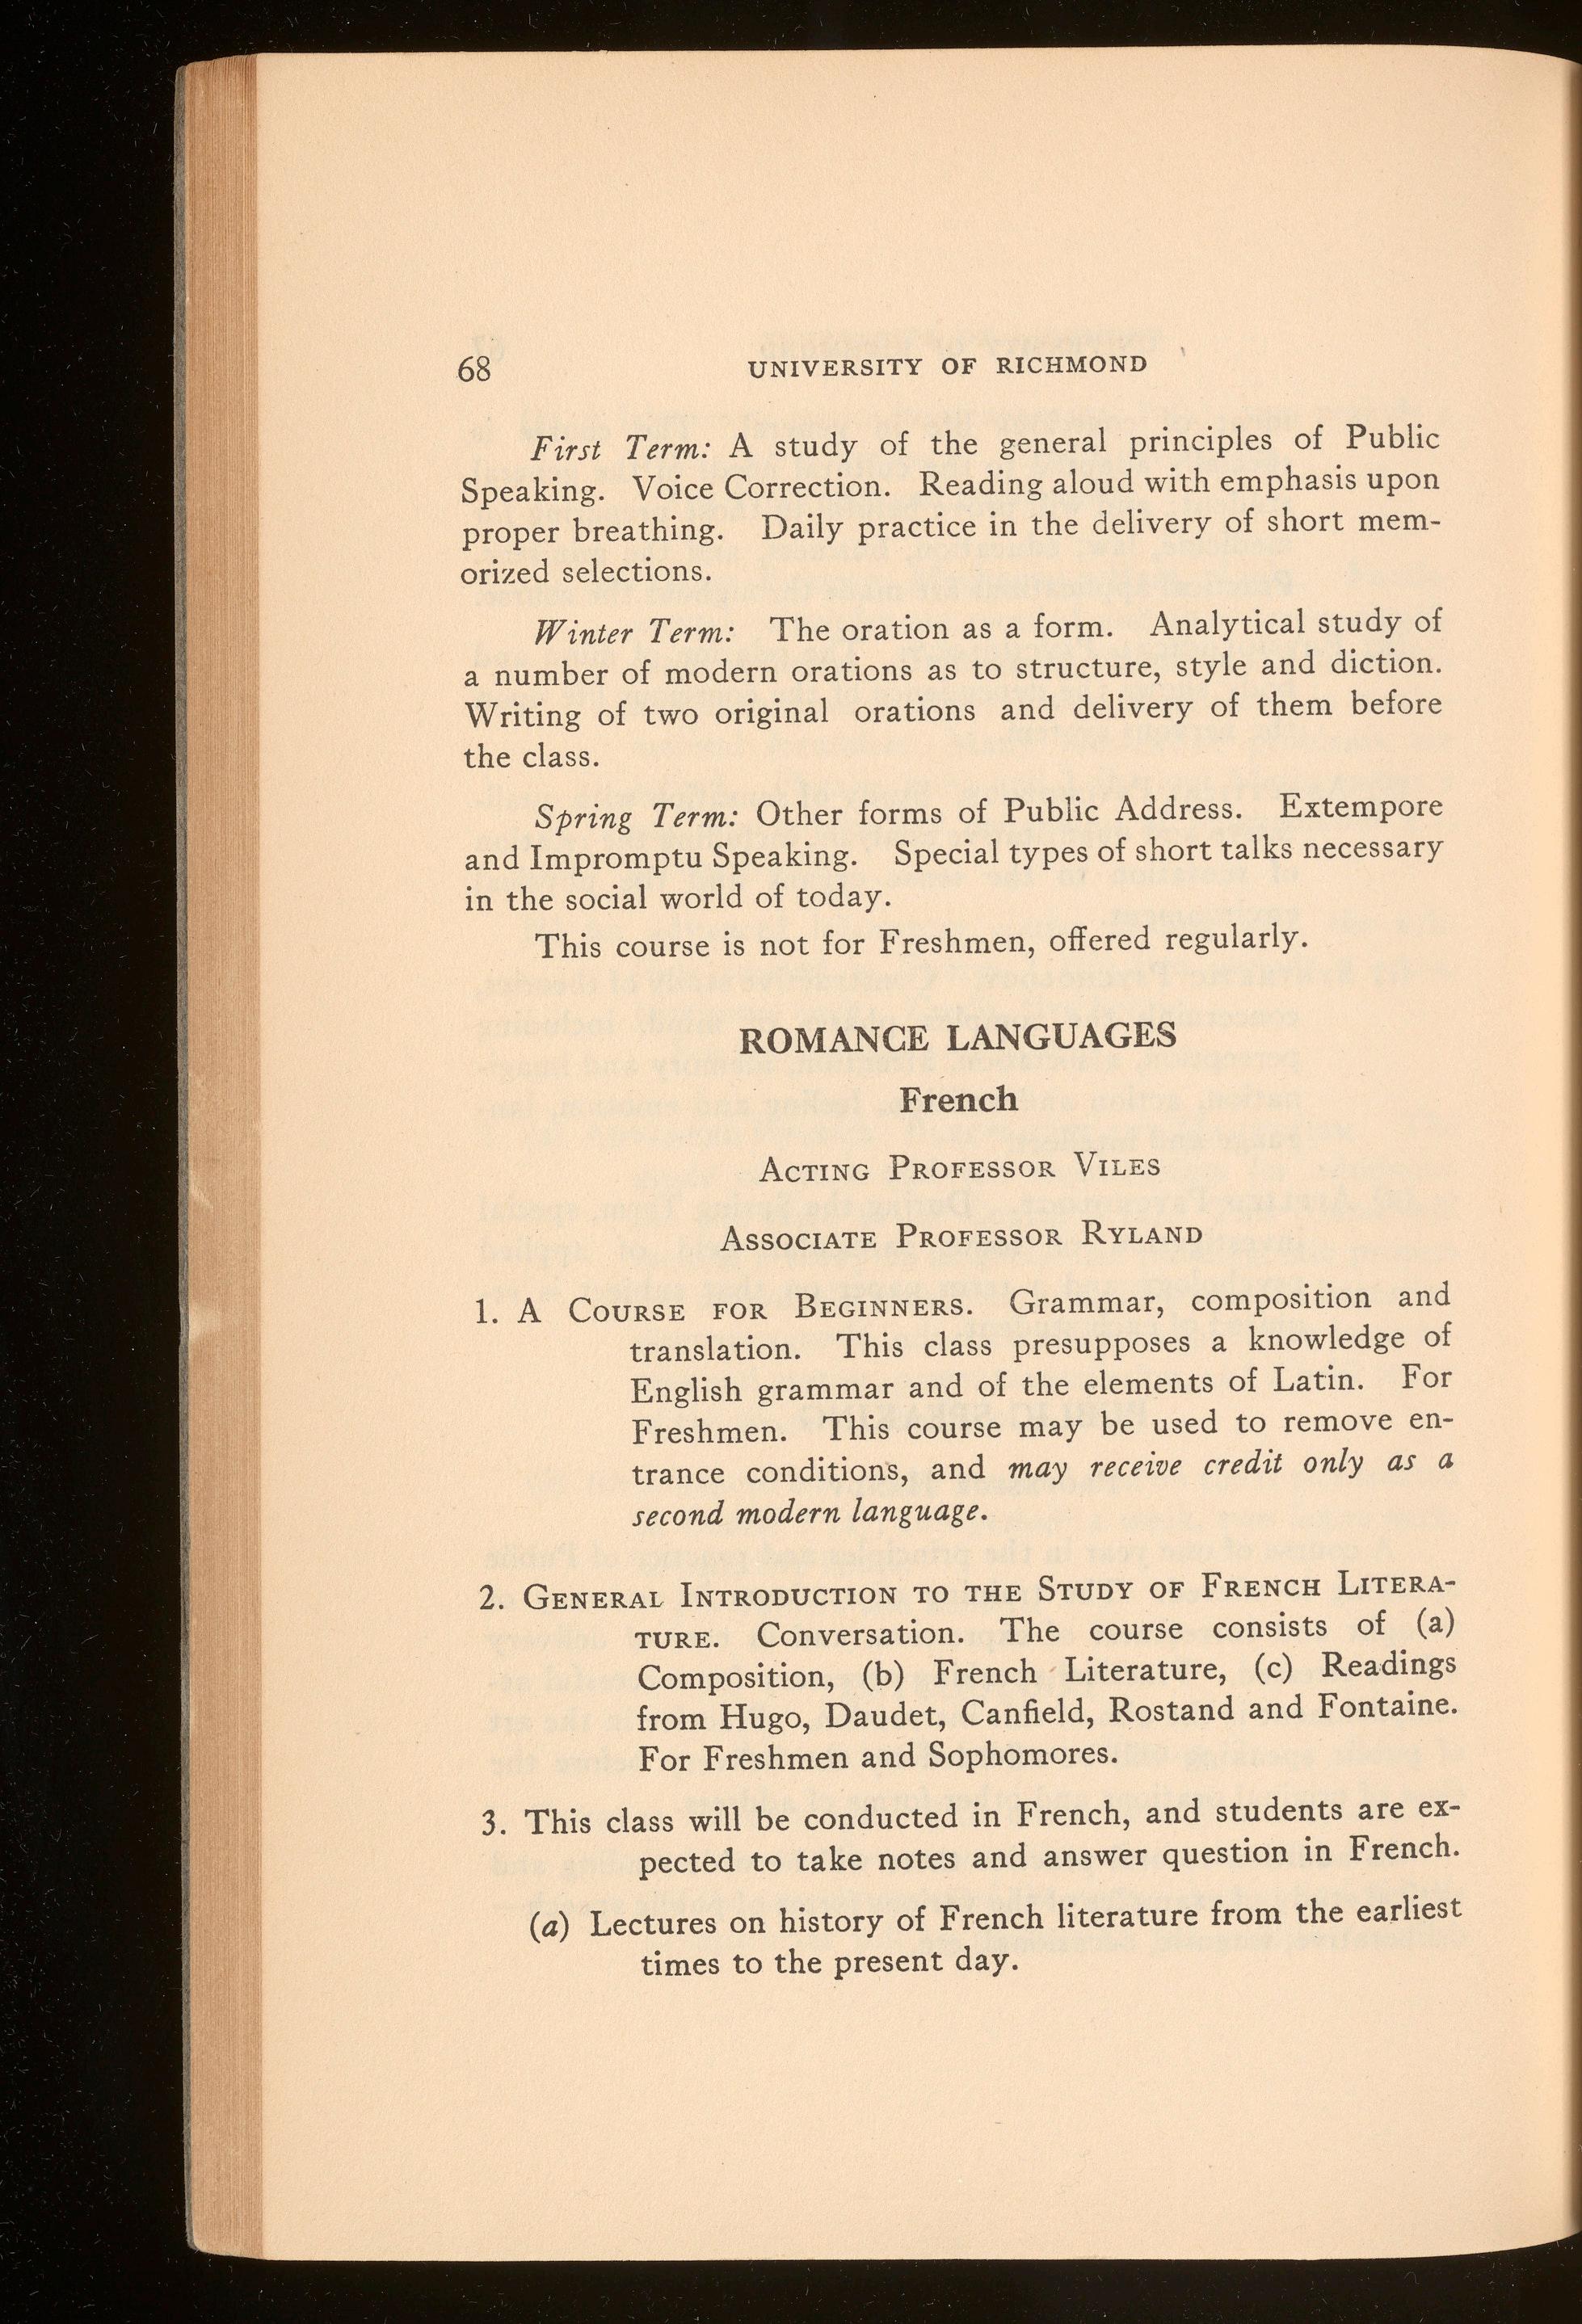 68 UNIVERSITY OF RICHMOND
First Term: A study of the general principles of Public
Speaking. Voice Correction. Reading aloud with emphasis upon
proper breathing. Daily practice in the delivery of short mem-
orized selections.
Winter Term: The oration as a form. Analytical study of
a number of modern orations as to structure, style and diction.
Writing of two original orations and delivery of them before
the class.
Spring Term: Other forms of Public Address. Extempore
and Impromptu Speaking. Special types of short talks necessary
in the social world of today.
This course is not for Freshmen, offered regularly.
ROMANCE LANGUAGES
French
ACTING PROFESSOR VILES
ASSOCIATE PROFESSOR RYLAND
1. A COURSE FOR BEGINNERS. Grammar, composition and
translation. This class presupposes a knowledge of
English grammar and of the elements of Latin. For
Freshmen. This course may be used to remove en-
trance conditions, and may receive credit only as a
second modern language.
2. GENERAL INTRODUCTION TO THE STUDY OF FRENCH LITERA-
TURE. Conversation. The course consists of (a)
Composition, (b) French Literature, (c) Readings
from Hugo, Daudet, Canfield, Rostand and Fontaine.
For Freshmen and Sophomores.
3. This class will be conducted in French, and students are ex-
pected to take notes and answer question in French.
(a) Lectures on history of French literature from the earliest
times to the present day.